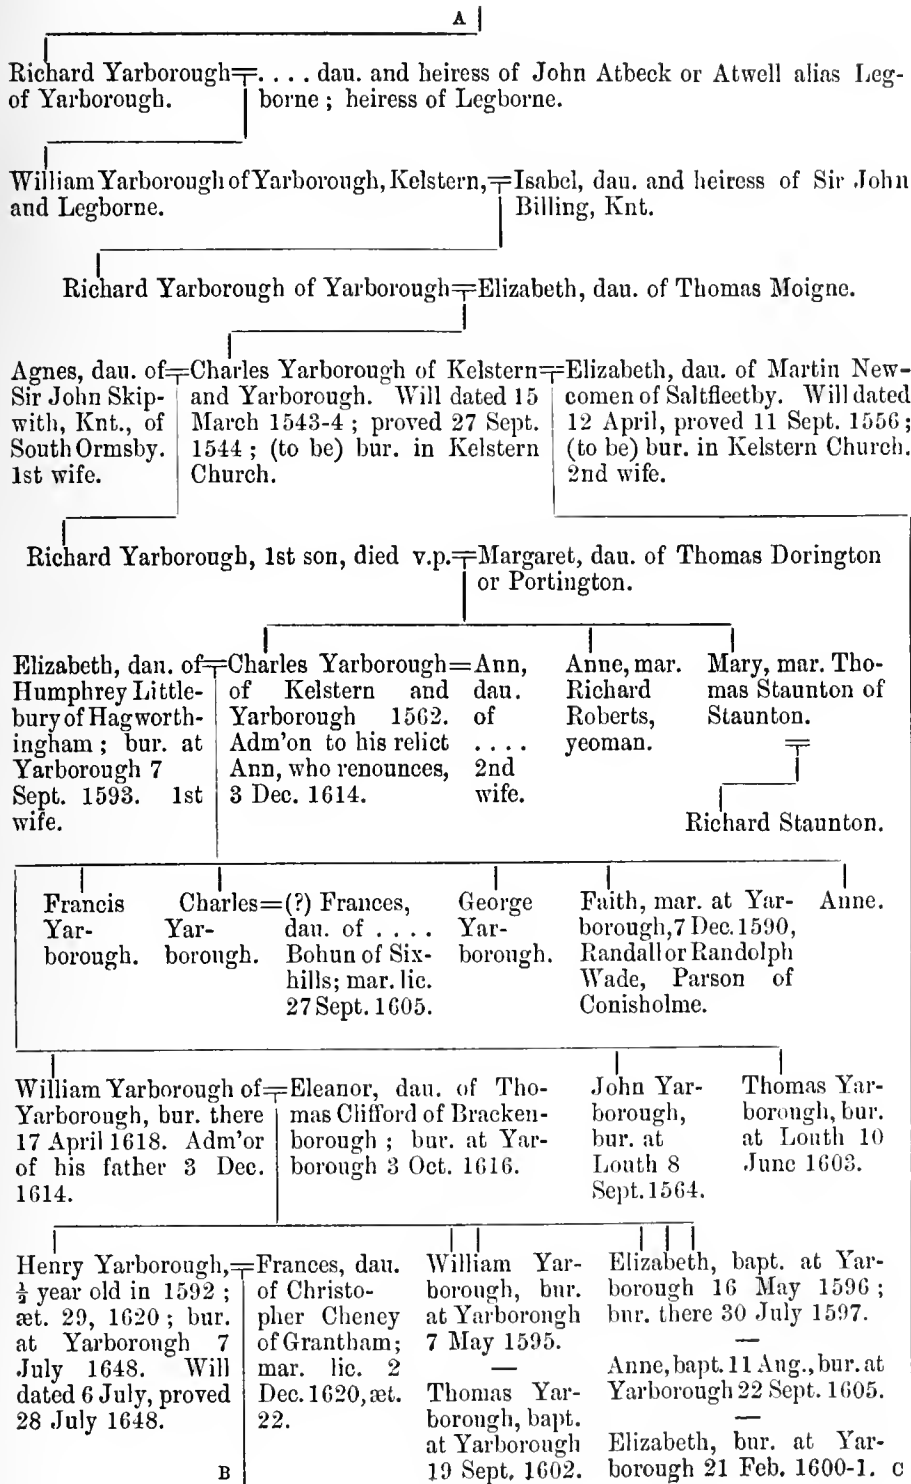 A
Richard Yarborough=.... dau. and heiress of John Atbeck or Atwell alias Leg-
of Yarborough. borne; heiress of Legborne.
William Yarborough of Yarborough, Kelstern,=Isabel, dau. and heiress of Sir John
and Legborne. Billing, Knt.
Richard Yarborough of Yarborough=Elizabeth, dau. of Thomas Moigne.
Agnes, dau. of=
Sir John Skip-
with, Knt., of
South Ormsby.
1st wife.
Charles Yarborough of Kelstern=
and Yarborough. Will dated 15
March 1543-4; proved 27 Sept.
1544; (to be) bur. in Kelstern
Church.
Elizabeth, dau. of Martin New-
comen of Saltfleetby. Will dated
12 April, proved 11 Sept. 1556;
(to be) bur. in Kelstern Church.
2nd wife.
Richard Yarborough, 1st son, died v.p.=Margaret, dau. of Thomas Dorington
or Portington.
Elizabeth, dau. of=
Humphrey Little-
bury of Hagworth-
ingham; bur. at
Yarborough 7
Sept. 1593. 1st
wife.
Charles Yarborough=
of Kelstern and
Yarborough 1562.
Adm'on to his relict
Ann, who renounces,
3 Dec. 1614.
Ann,
dau.
of
....
2nd
wife.
Anne, mar.
Richard
Roberts,
yeoman.
Mary, mar. Tho-
mas Staunton of
Staunton.
Richard Staunton.
Francis
Yar-
borough.
Charles=
Yar-
borough.
(?) Frances,
dau. of ....
Bohun of Six-
hills; mar. lic.
27 Sept. 1605.
George
Yar-
borough.
Faith, mar. at Yar-
borough, 7 Dec. 1590,
Randall or Randolph
Wade, Parson of
Conisholme.
Anne.
William Yarborough of=
Yarborough, bur. there
17 April 1618. Adm'or
of his father 3 Dec.
1614.
Eleanor, dau. of Tho-
mas Clifford of Bracken-
borough; bur. at Yar-
borough 3 Oct. 1616.
John Yar-
borough,
bur. at
Louth 8
Sept. 1564.
Thomas Yar-
borough, bur.
at Louth 10
June 1603.
Henry Yarborough,=
½ year old in 1592;
æt. 29, 1620; bur.
at Yarborough 7
July 1648. Will
dated 6 July, proved
28 July 1648.
Frances, dau.
of Christo-
pher Cheney
of Grantham;
mar. lic. 2
Dec. 1620, æt.
22.
B
William Yar-
borough, bur.
at Yarborough
7 May 1595.
—
Thomas Yar-
borough, bapt.
at Yarborough
19 Sept. 1602.
Elizabeth, bapt. at Yar-
borough 16 May 1596;
bur. there 30 July 1597.
—
Anne, bapt. 11 Aug., bur. at
Yarborough 22 Sept. 1605.
—
Elizabeth, bur. at Yar-
borough 21 Feb. 1600-1.
C